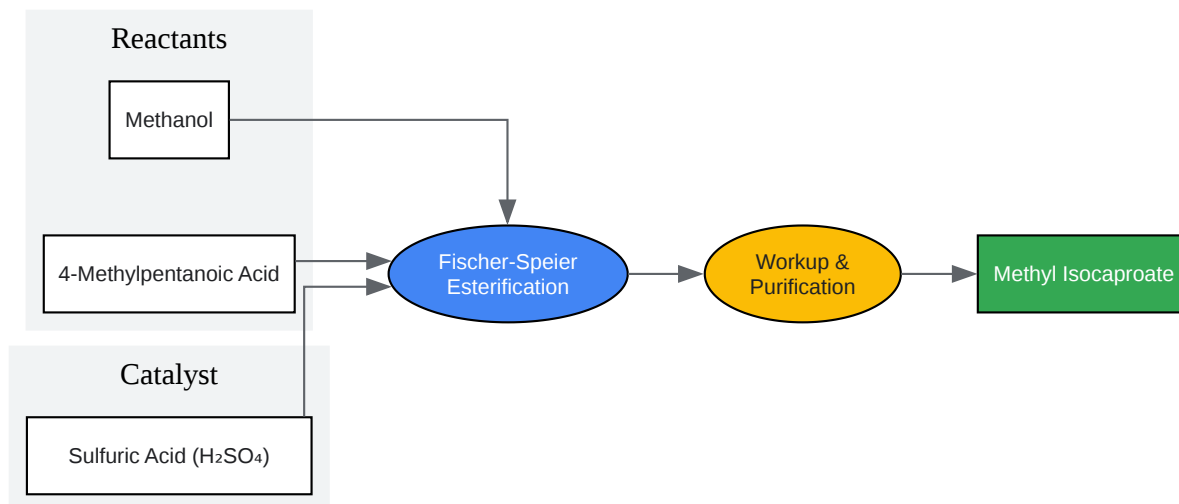 Reactants
Methanol
4-Methylpentanoic Acid
Catalyst
Sulfuric Acid (H₂SO₄)
Fischer-Speier
Esterification
Workup &
Purification
Methyl Isocaproate